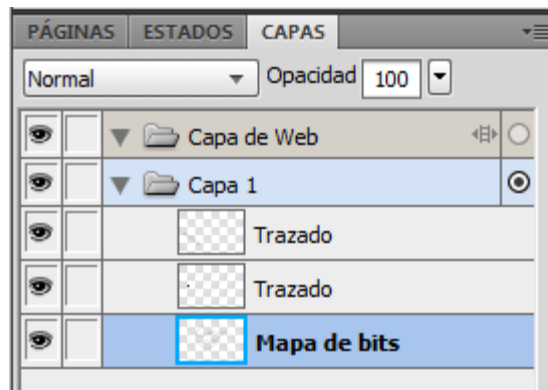 PÁGINAS ESTADOS CAPAS
Normal Opacidad 100
Capa de Web
Capa 1
Trazado
Trazado
Mapa de bits